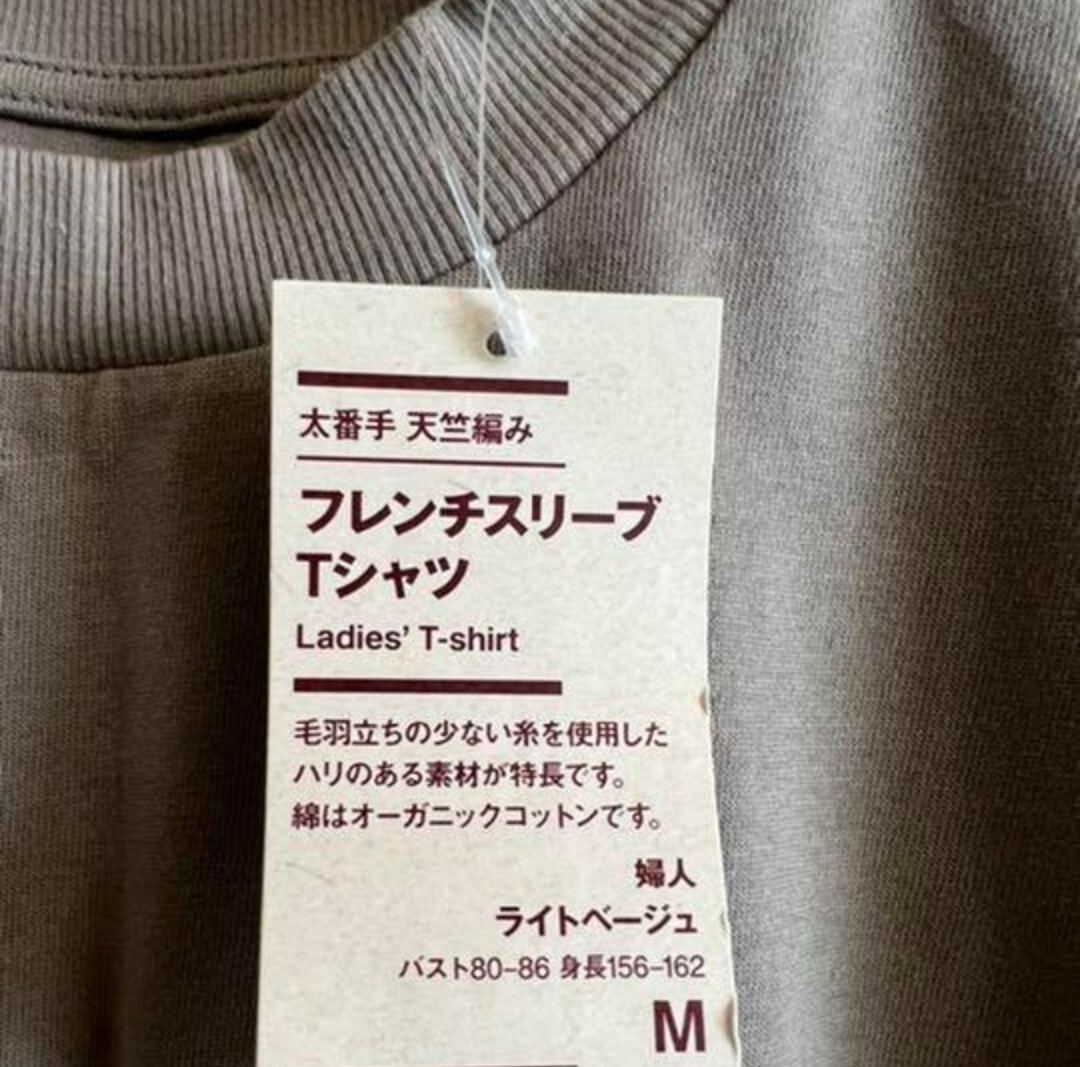 太番手 天竺編み
フレンチスリーブ
Tシャツ
Ladies’ T-shirt
毛羽立ちの少ない糸を使用した
ハリのある素材が特長です。
綿はオーガニックコットンです。
婦人
ライトベージュ
バスト80–86 身長156–162
M